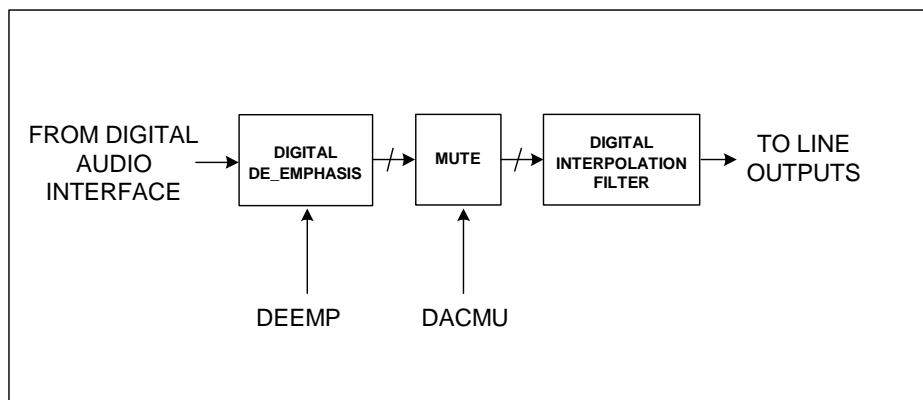 FROM DIGITAL
AUDIO
INTERFACE
DIGITAL
DE_EMPHASIS
MUTE
DIGITAL
INTERPOLATION
FILTER
TO LINE
OUTPUTS
DEEMP
DACMU